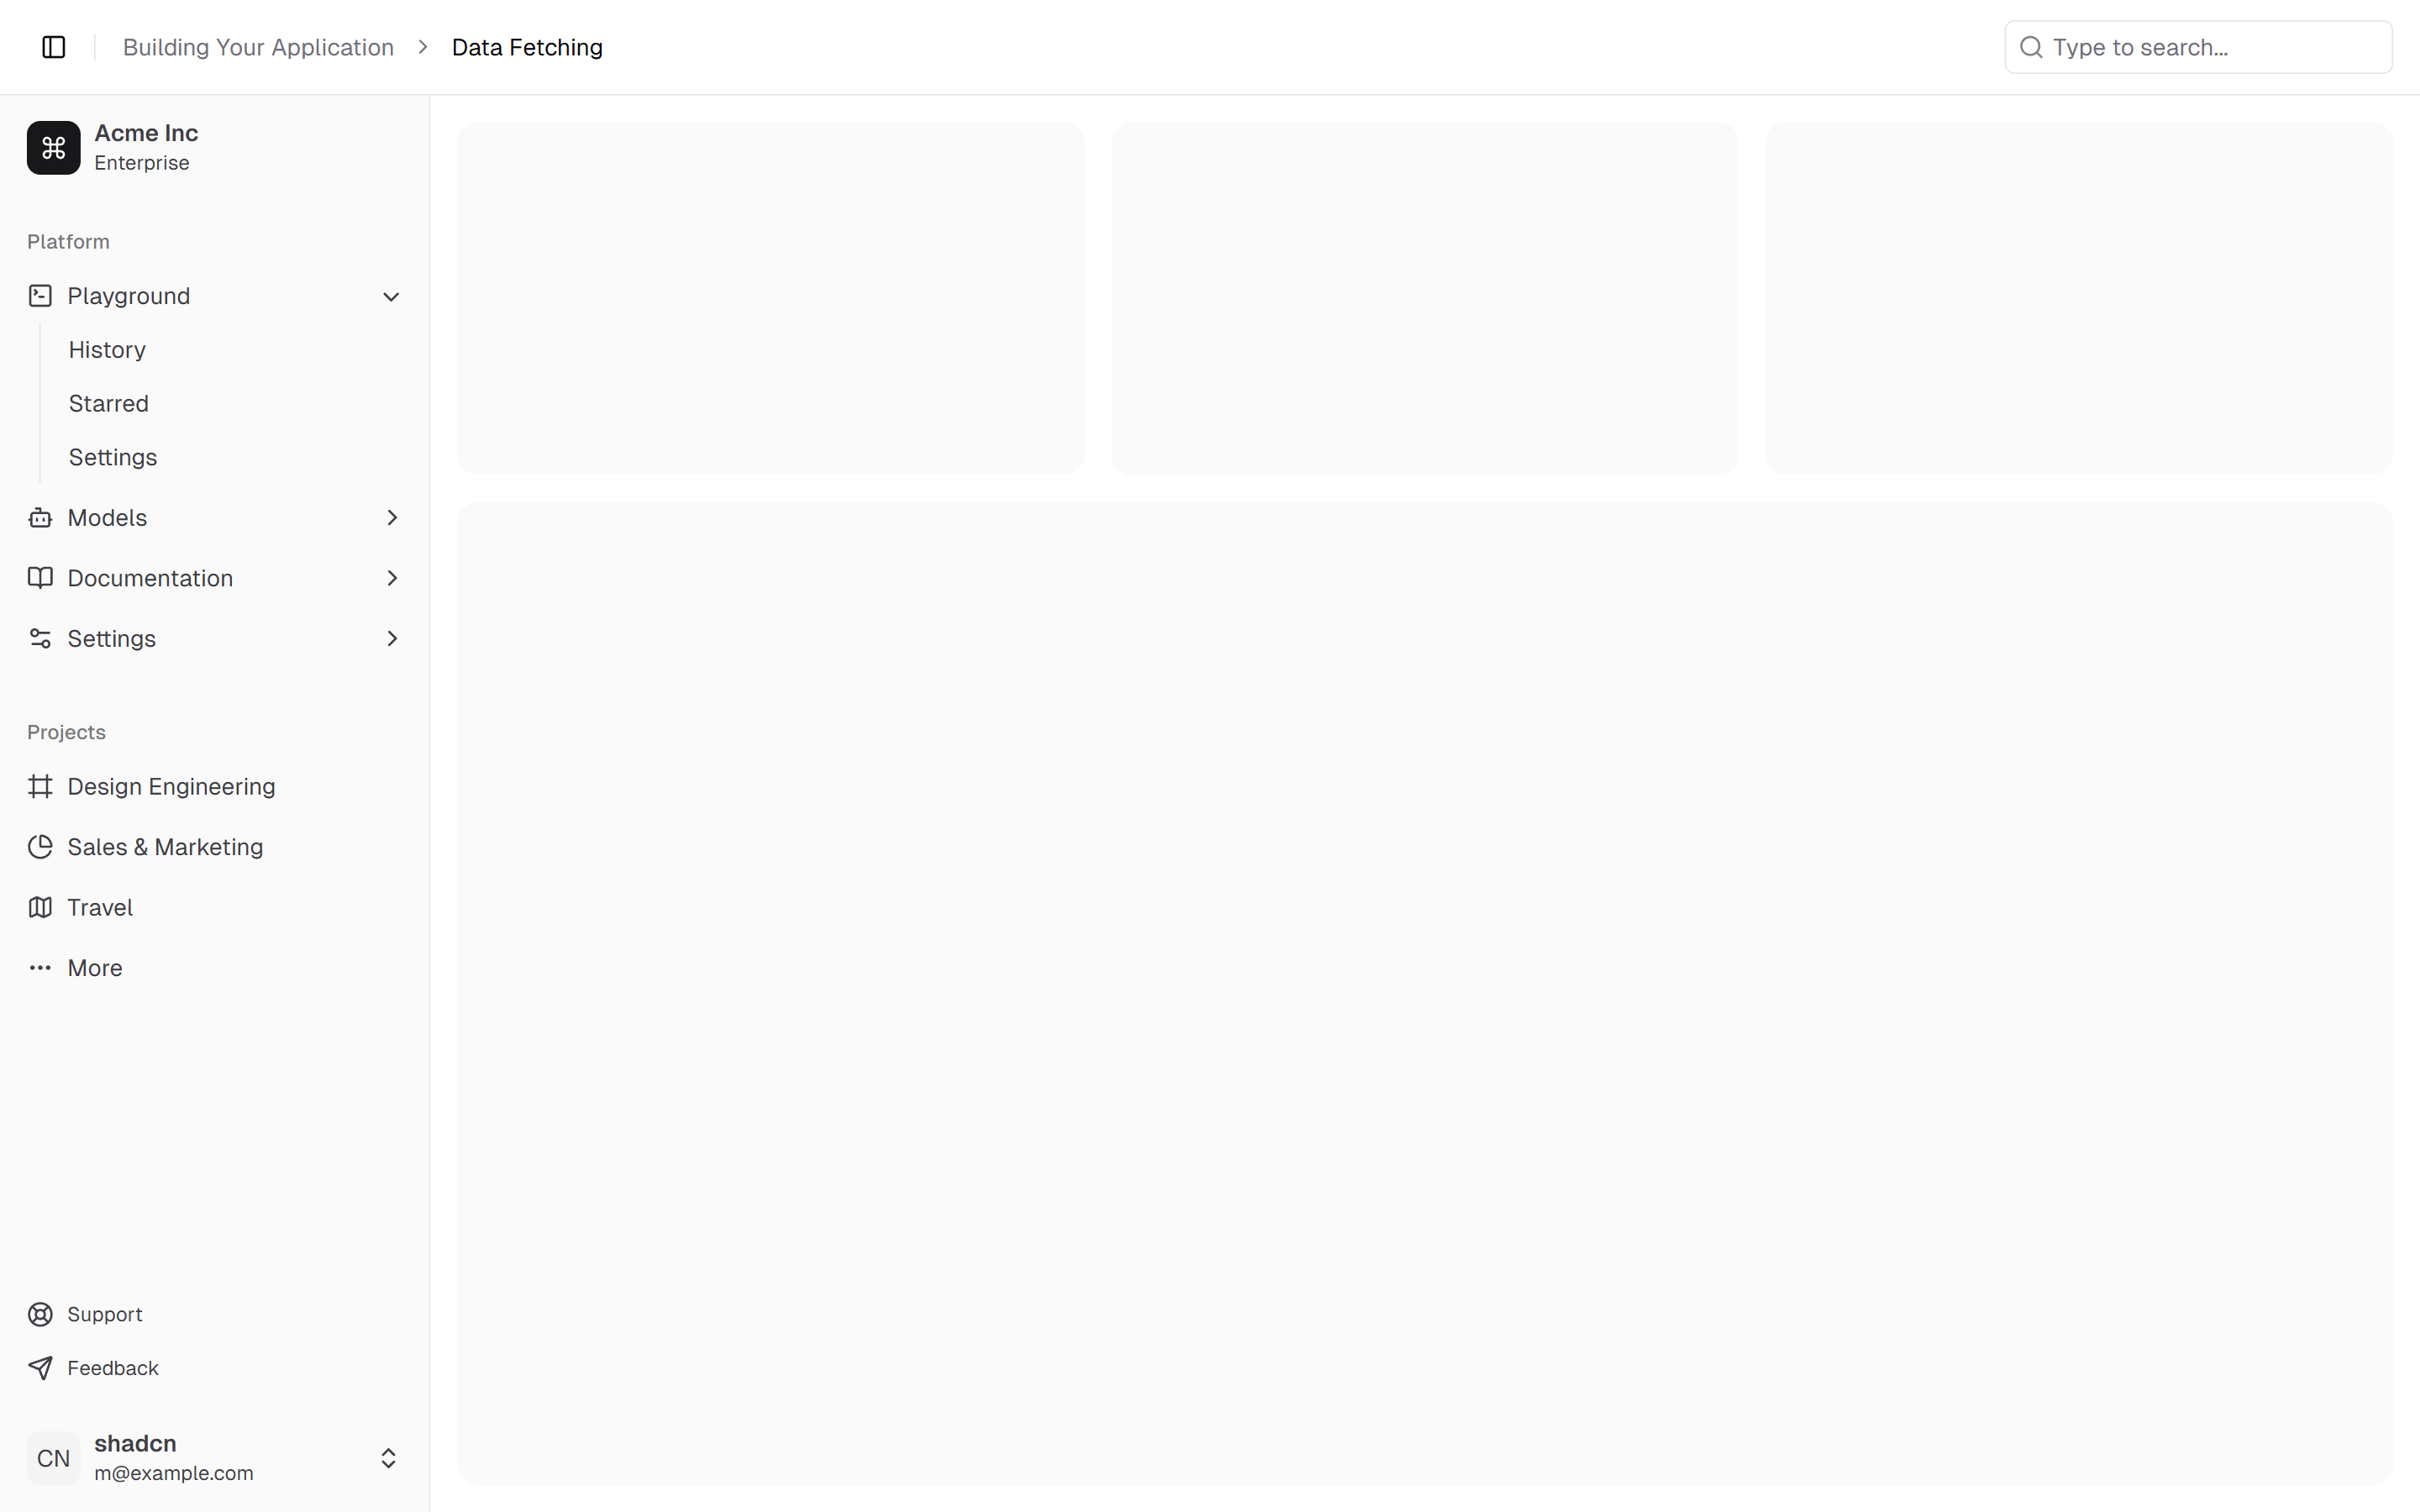 Building Your Application
Data Fetching
Type to search...
Acme Inc
Enterprise
Platform
Playground
History
Starred
Settings
Models
Documentation
Settings
Projects
Design Engineering
Sales & Marketing
Travel
More
Support
Feedback
CN
shadcn
m@example.com